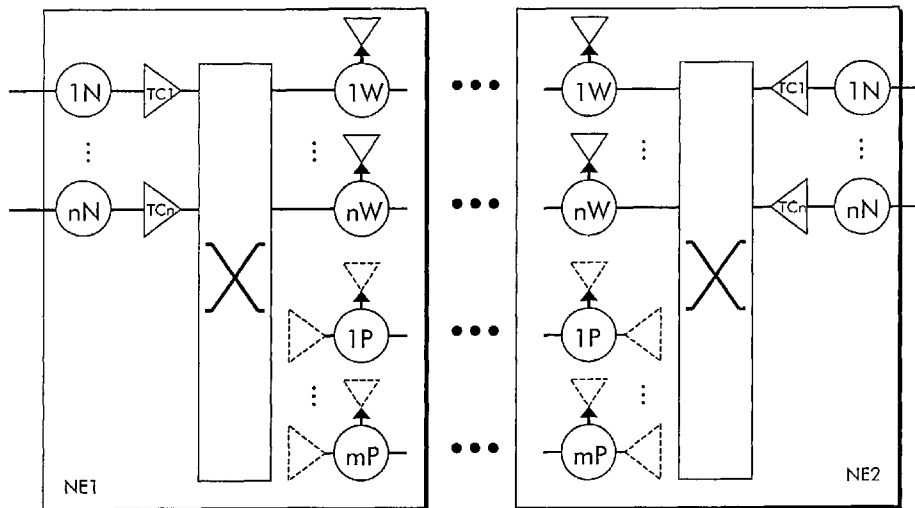 1N TC1 1W 1W TC1 1N
nN TCn nW nW TCn nN
1P 1P
mP mP
NE1 NE2